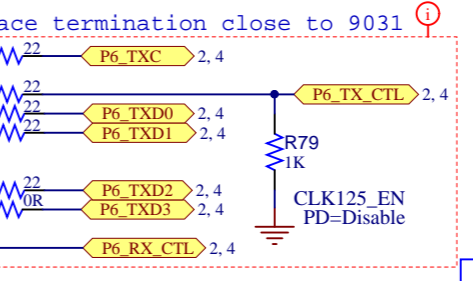 ace termination close to 9031
i
22 P6_TXC 2, 4
22 P6_TX_CTL 2, 4
22 P6_TXD0 2, 4
22 P6_TXD1 2, 4
R79
1K
22 P6_TXD2 2, 4
CLK125_EN
0R P6_TXD3 2, 4
PD=Disable
P6_RX_CTL 2, 4